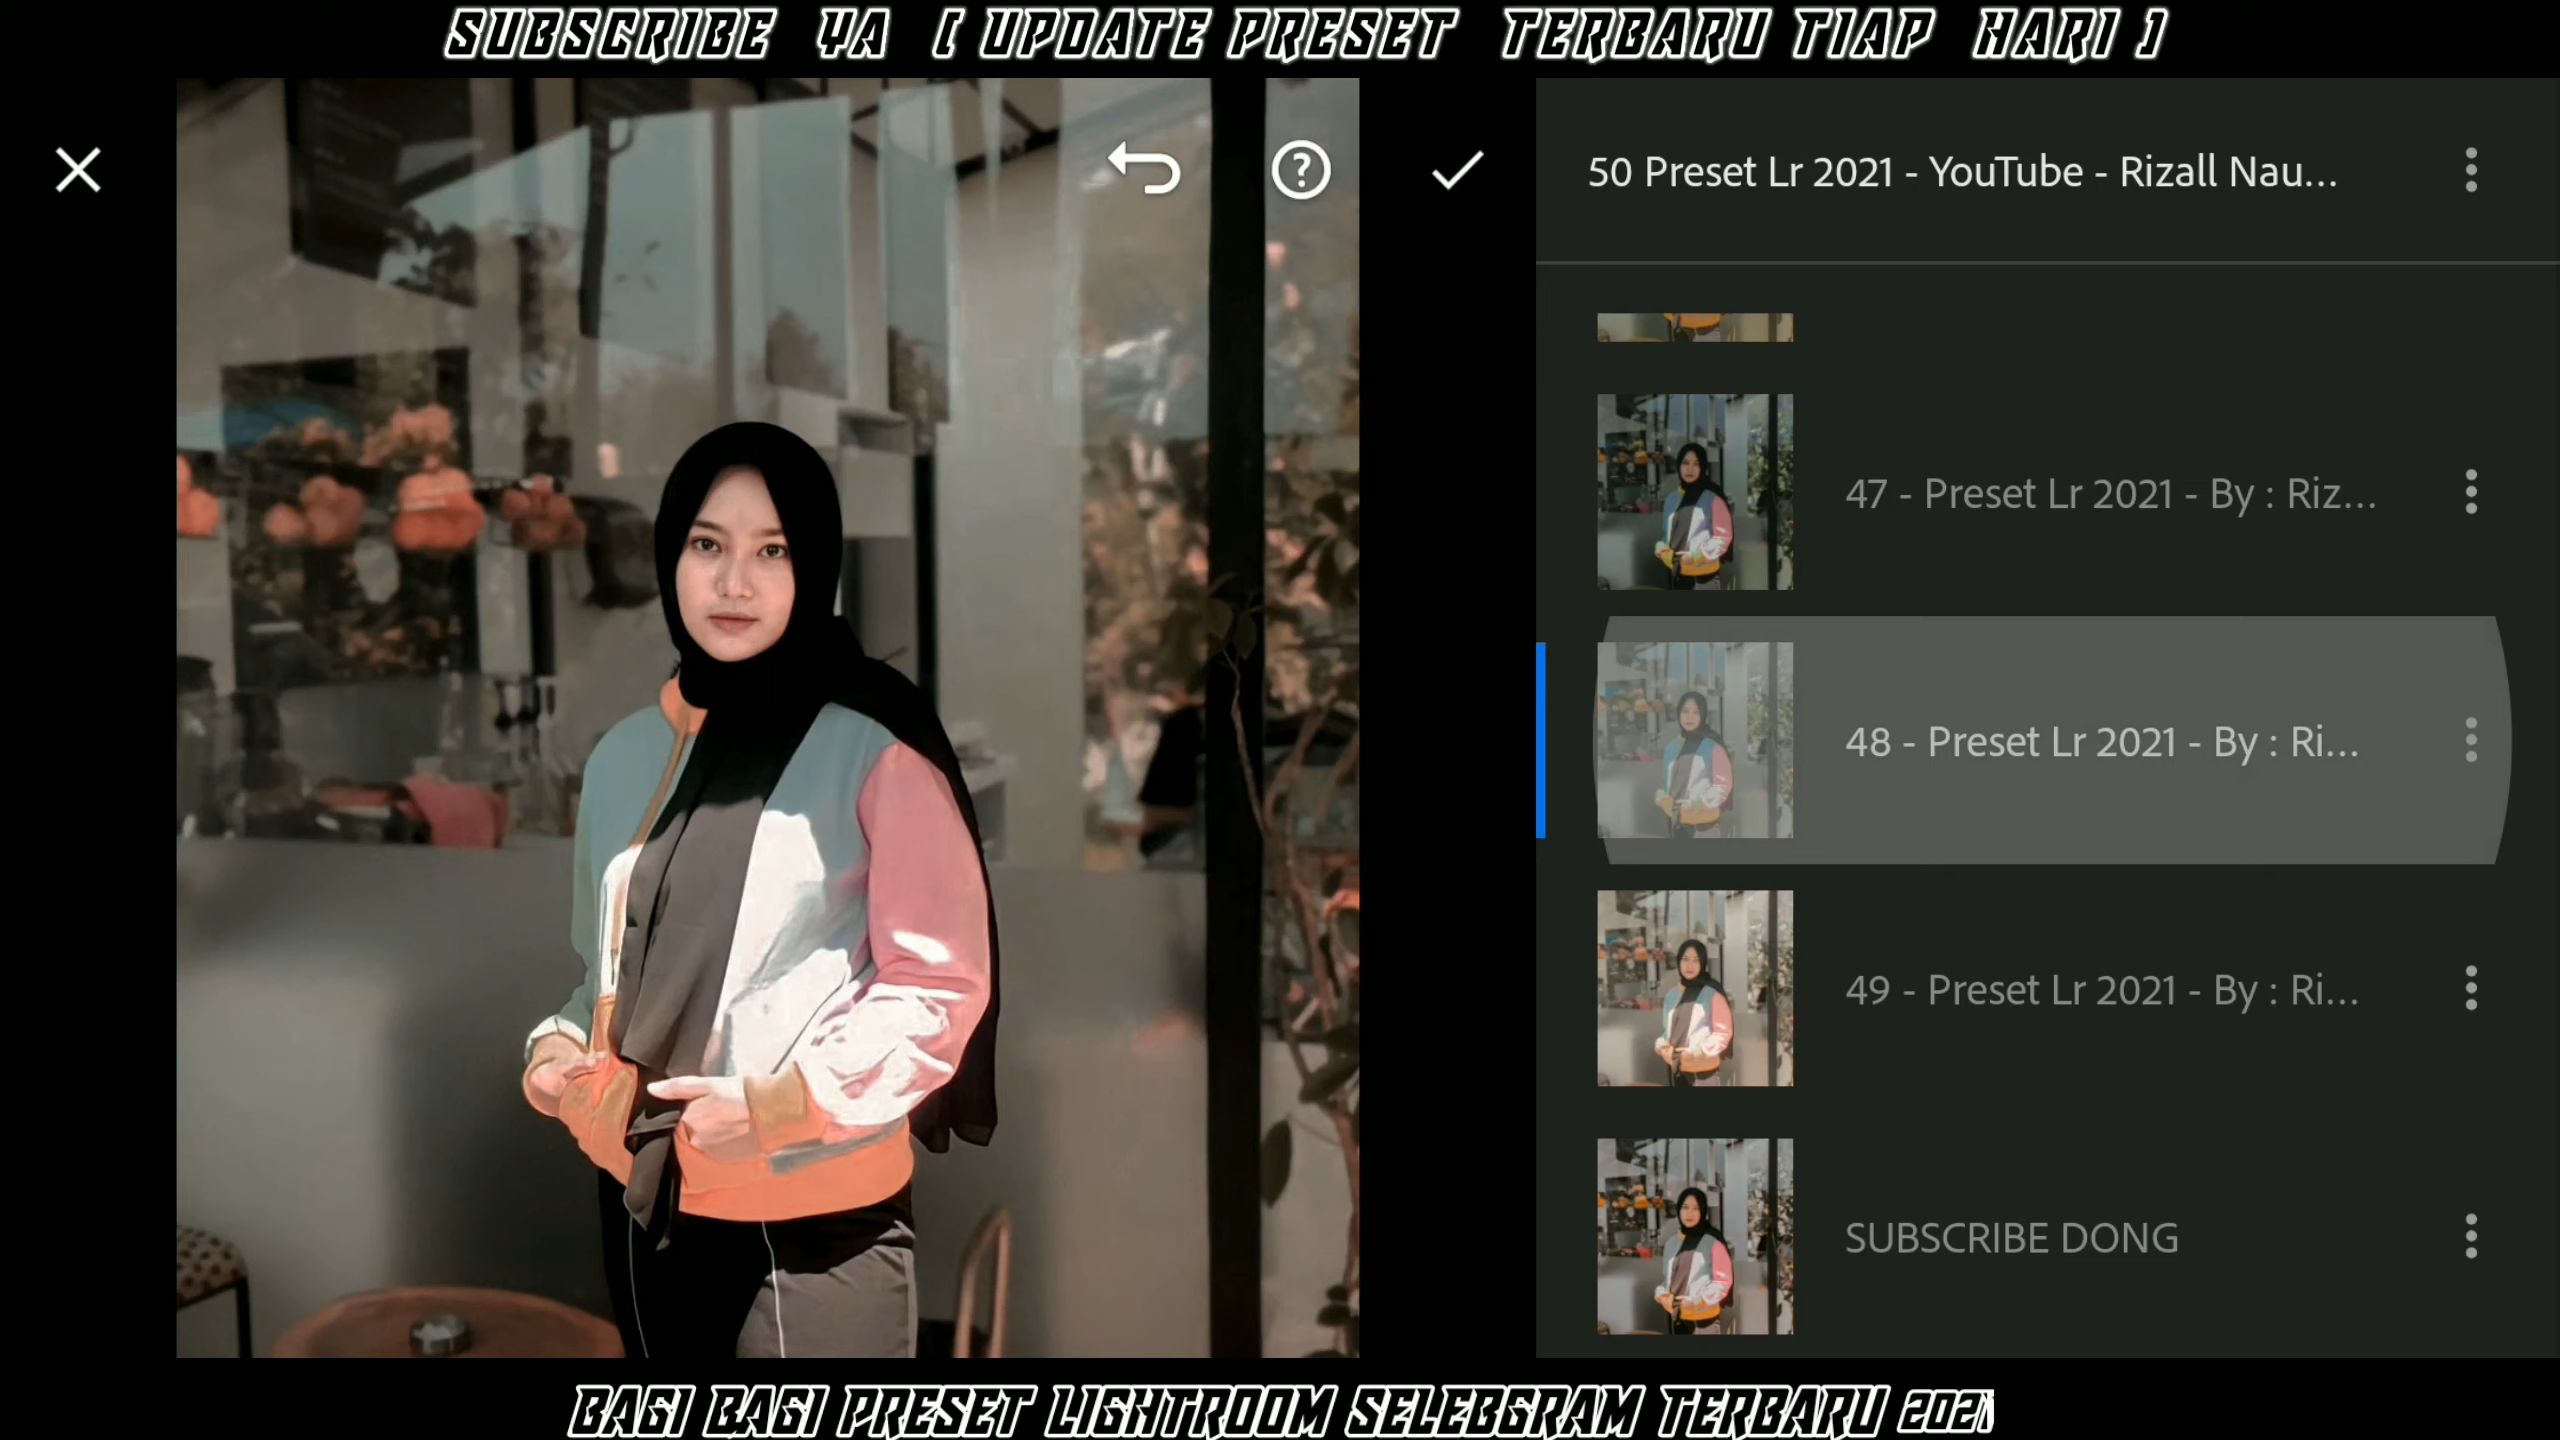 SUBSCRIBE YA [ UPDATE PRESET TERBARU TIAP HARI ]
50 Preset Lr 2021 - YouTube - Rizall Nau...
47 - Preset Lr 2021 - By : Riz...
48 - Preset Lr 2021 - By : Ri...
49 - Preset Lr 2021 - By : Ri...
SUBSCRIBE DONG
BAGI BAGI PRESET LIGHTROOM SELEBGRAM TERBARU 2021